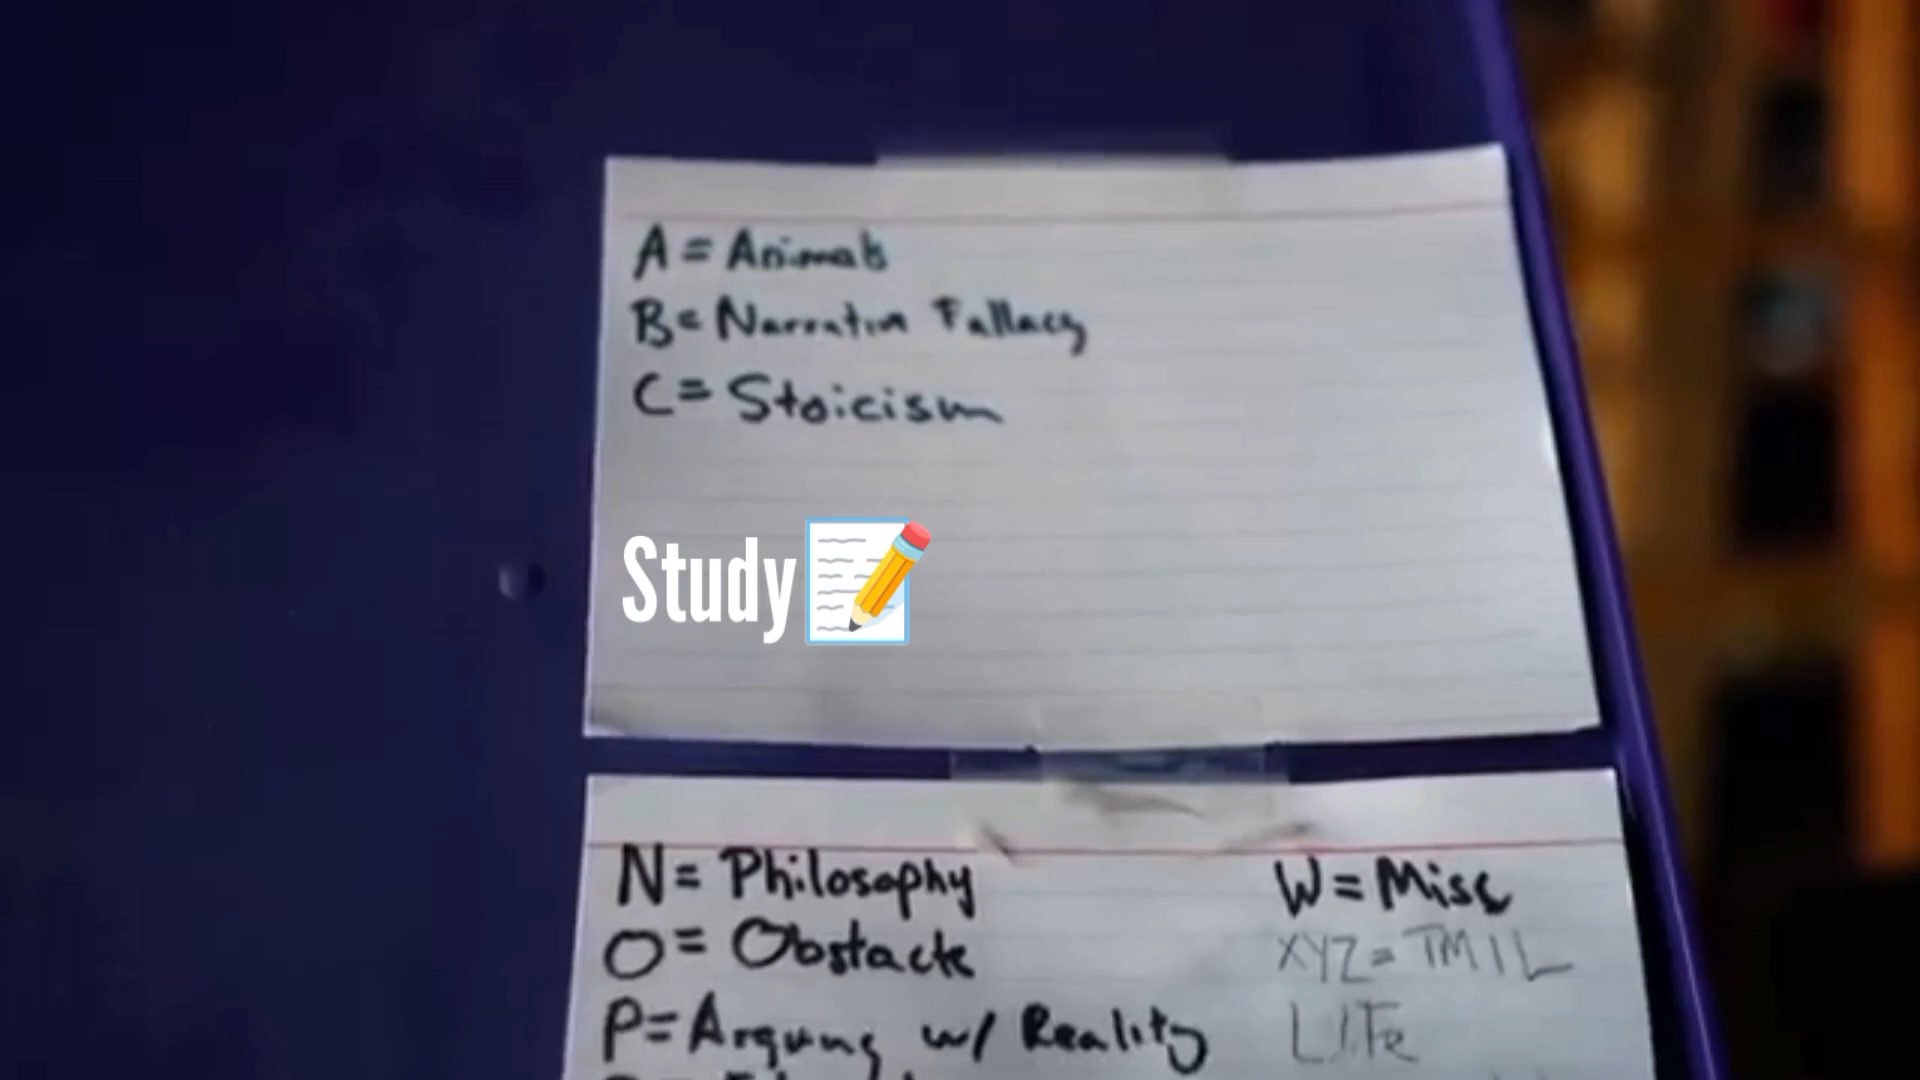 A = Animals
B = Narrative Fallacy
C = Stoicism
Study📝
N = Philosophy
O = Obstacle
P = Arguing w/ Reality
W = Misc
XYZ = TMIL
LIFe